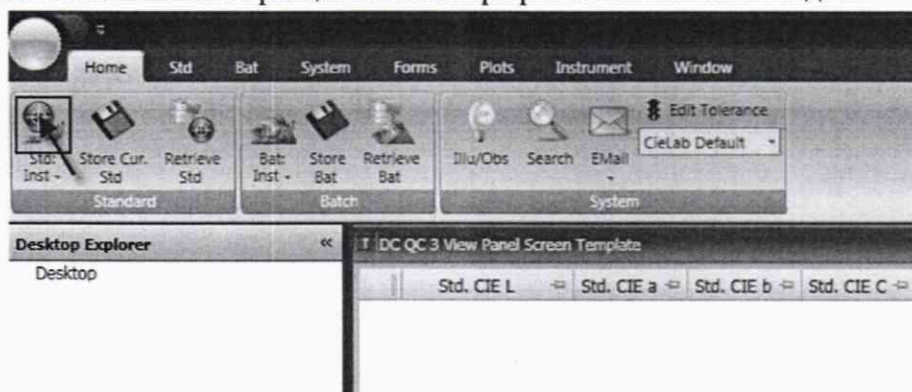 Home Std Bat System Forms Plots Instrument Window
Std: Inst Store Cur. Std Retrieve Std Bat: Inst Store Bat Retrieve Bat Illu/Obs Search EMail Edit Tolerance
CieLab Default
Standard Batch System
Desktop Explorer
Desktop
DC QC 3 View Panel Screen Template
Std. CIE L Std. CIE a Std. CIE b Std. CIE C